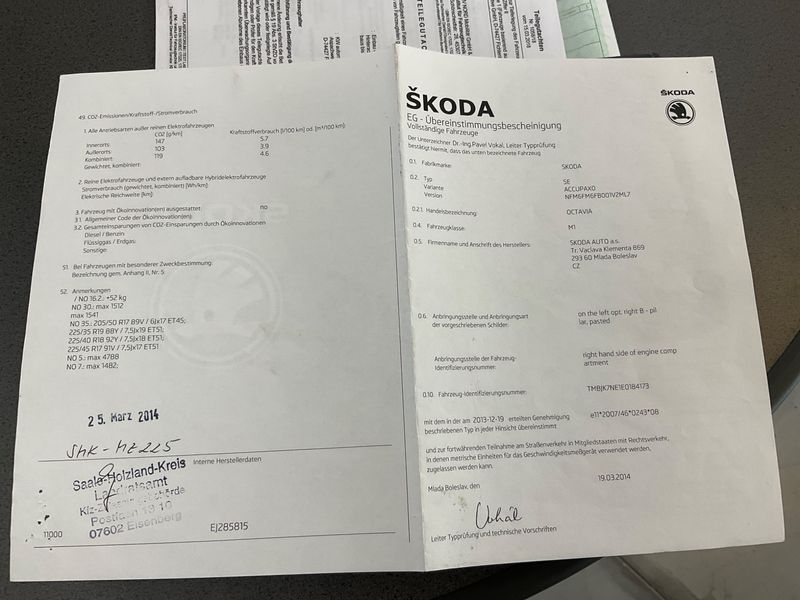 Teilegutachten
15.03.2018
49. CO2-Emissionen/Kraftstoff-/Stromverbrauch
1. Alle Antriebsarten außer reinen Elektrofahrzeugen
CO2 [g/km] Kraftstoffverbrauch [l/100 km] od. [m³/100 km]:
Innerorts: 147 5.7
Außerorts: 103 3.9
Kombiniert: 119 4.6
Gewichtet, kombiniert:
2. Reine Elektrofahrzeuge und extern aufladbare Hybridelektrofahrzeuge
Stromverbrauch (gewichtet, kombiniert) [Wh/km]:
Elektrische Reichweite [km]:
3. Fahrzeug mit Ökoinnovation(en) ausgestattet: no
3.1. Allgemeiner Code der Ökoinnovation(en):
3.2. Gesamteinsparungen von CO2-Einsparungen durch Ökoinnovationen
Diesel / Benzin:
Flüssiggas / Erdgas:
Sonstige:
51. Bei Fahrzeugen mit besonderer Zweckbestimmung:
Bezeichnung gem. Anhang II, Nr. 5
52. Anmerkungen
/ NO 16.2.: +52 kg
NO 30.: max 1512
max 1541
NO 35.: 205/50 R17 89V / 6Jx17 ET45;
225/35 R19 88Y / 7,5Jx19 ET51;
225/40 R18 92Y / 7,5Jx18 ET51;
225/45 R17 91V / 7,5Jx17 ET51
NO 5.: max 4788
NO 7.: max 1482;
25. März 2014
SHK-HZ225
Saale-Holzland-Kreis
Landratsamt
Postfach 13 10
07602 Eisenberg
Interne Herstellerdaten
11000 EJ285815
ŠKODA
ŠKODA
EG - Übereinstimmungsbescheinigung
Vollständige Fahrzeuge
Der Unterzeichner Dr.-Ing.Pavel Vokal, Leiter Typprüfung
bestätigt hiermit, dass das unten bezeichnete Fahrzeug
0.1. Fabrikmarke: SKODA
0.2. Typ 5E
Variante ACCUPAXO
Version NFM6FM6FB001V2ML7
0.2.1. Handelsbezeichnung: OCTAVIA
0.4. Fahrzeugklasse: M1
0.5. Firmenname und Anschrift des Herstellers: SKODA AUTO a.s.
Tr. Vaclava Klementa 869
293 60 Mlada Boleslav
CZ
0.6. Anbringungsstelle und Anbringungsart on the left opt. right B - pil
der vorgeschriebenen Schilder: lar, pasted
Anbringungsstelle der Fahrzeug- right hand side of engine comp
Identifizierungsnummer: artment
0.10. Fahrzeug-Identifizierungsnummer: TMBJK7NE1E0184173
mit dem in der am 2013-12-19 erteilten Genehmigung e11*2007/46*0243*08
beschriebenen Typ in jeder Hinsicht übereinstimmt
und zur fortwährenden Teilnahme am Straßenverkehr in Mitgliedstaaten mit Rechtsverkehr,
in denen metrische Einheiten für das Geschwindigkeitsmeßgerät verwendet werden,
zugelassen werden kann.
Mlada Boleslav, den 19.03.2014
Vokál
Leiter Typprüfung und technische Vorschriften